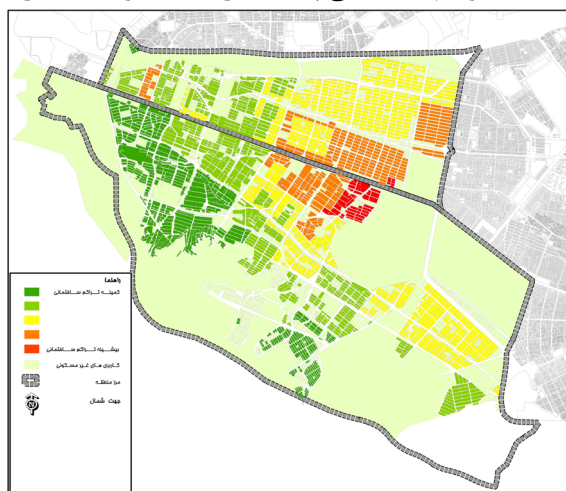 راهنما
کمینه تراکم ساختمانی
بیشینه تراکم ساختمانی
کاربری های غیر مسکونی
مرز منطقه
جهت شمال
N